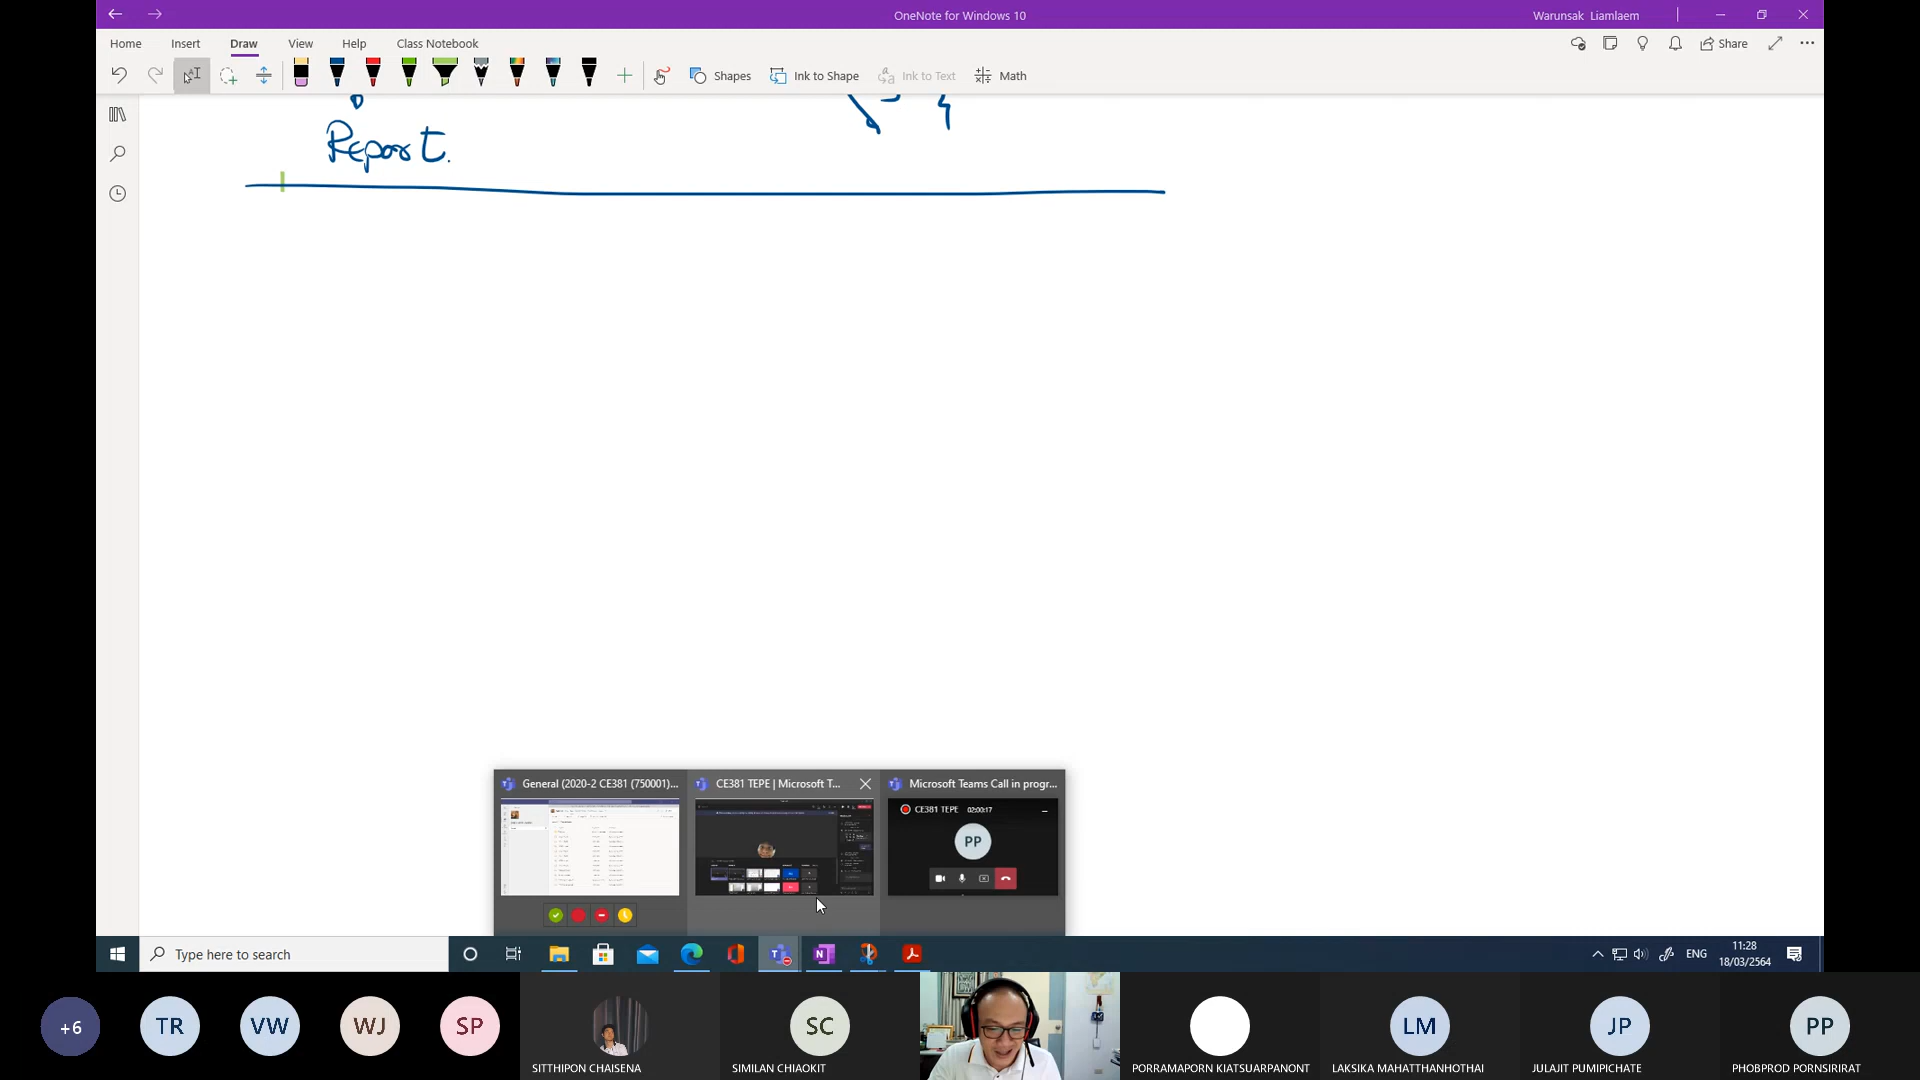 OneNote for Windows 10
Warunsak Liamlaem
Home Insert Draw View Help Class Notebook
Share
Shapes Ink to Shape Ink to Text Math
Report.
General (2020-2 CE381 (750001)...
CE381 TEPE | Microsoft T...
Microsoft Teams Call in progr...
CE381 TEPE 02:00:17
PP
Type here to search
ENG
11:28
18/03/2564
+6 TR VW WJ SP SC LM JP PP
SITTHIPON CHAISENA SIMILAN CHIAOKIT PORRAMAPORN KIATSUARPANONT LAKSIKA MAHATTHANHOTHAI JULAJIT PUMIPICHATE PHOBPROD PORNSIRIRAT